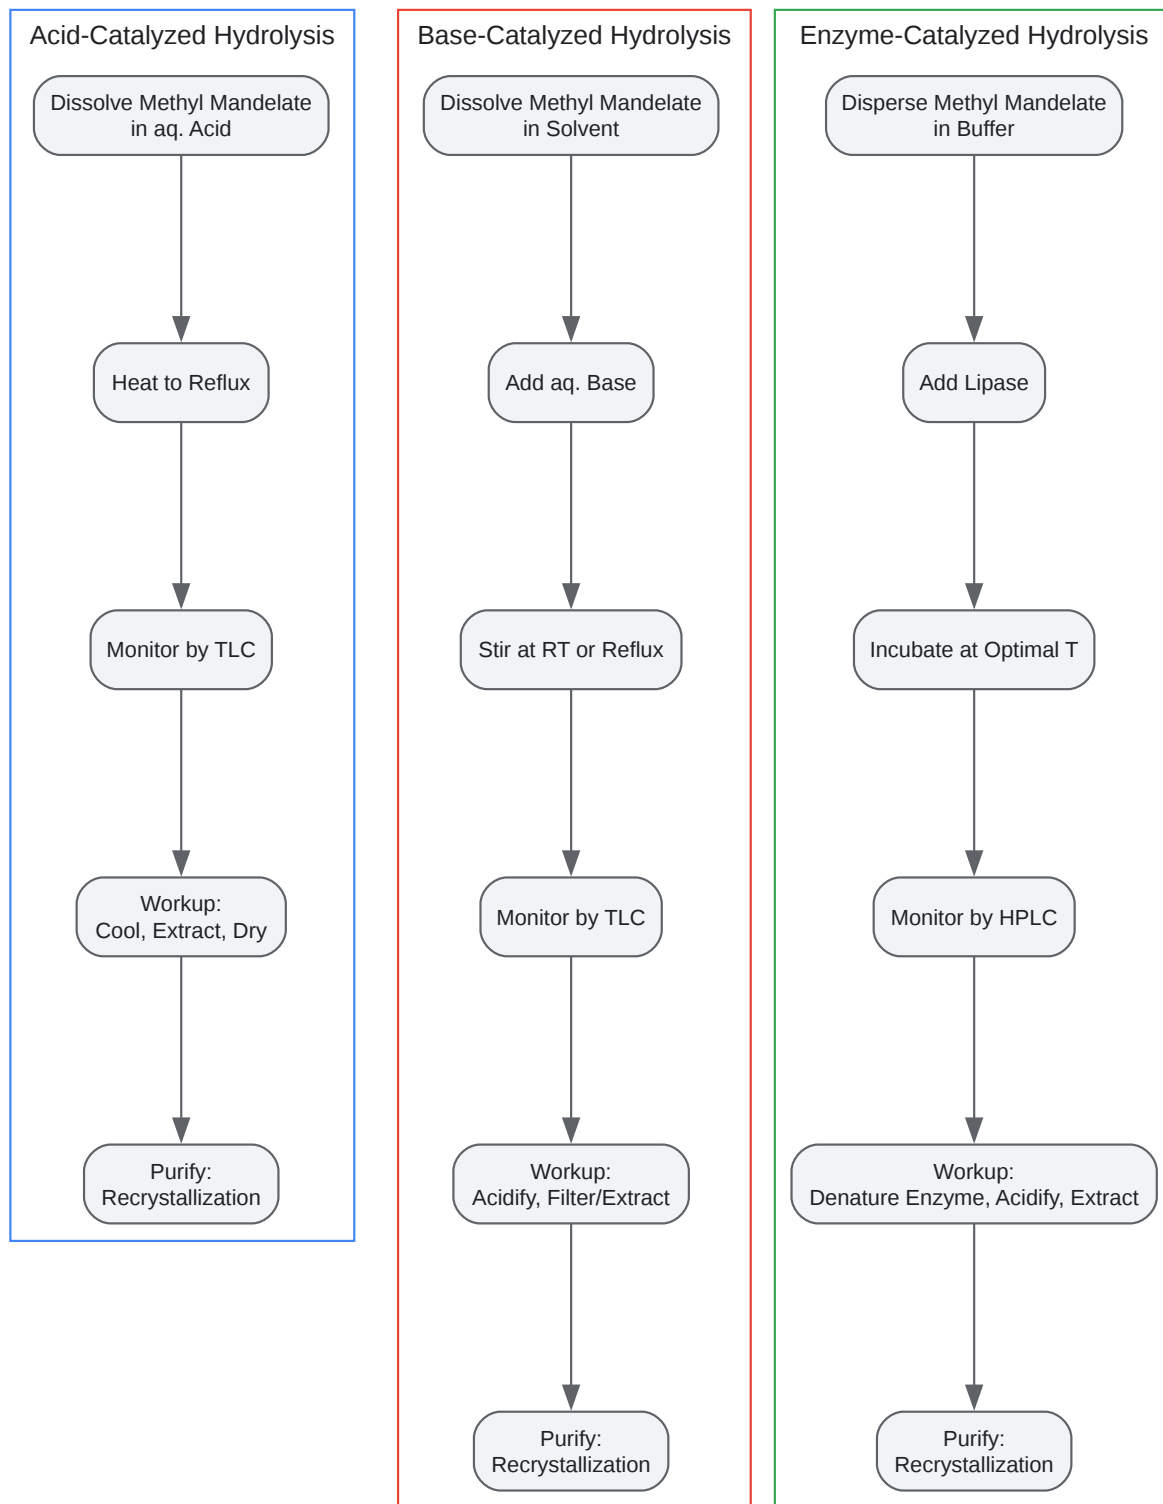 Acid-Catalyzed Hydrolysis
Dissolve Methyl Mandelate
in aq. Acid
Heat to Reflux
Monitor by TLC
Workup:
Cool, Extract, Dry
Purify:
Recrystallization
Base-Catalyzed Hydrolysis
Dissolve Methyl Mandelate
in Solvent
Add aq. Base
Stir at RT or Reflux
Monitor by TLC
Workup:
Acidify, Filter/Extract
Purify:
Recrystallization
Enzyme-Catalyzed Hydrolysis
Disperse Methyl Mandelate
in Buffer
Add Lipase
Incubate at Optimal T
Monitor by HPLC
Workup:
Denature Enzyme, Acidify, Extract
Purify:
Recrystallization